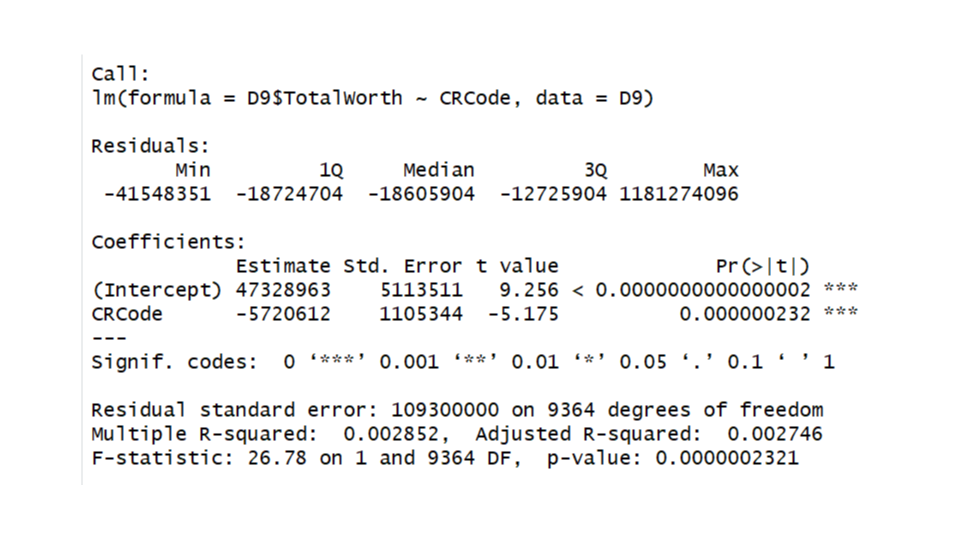 Call:
lm(formula = D9$TotalWorth ~ CRCode, data = D9)
Residuals:
Min 1Q Median 3Q Max
-41548351 -18724704 -18605904 -12725904 1181274096
Coefficients:
Estimate Std. Error t value Pr(>|t|)
(Intercept) 47328963 5113511 9.256 < 0.0000000000000002 ***
CRCode -5720612 1105344 -5.175 0.000000232 ***
---
Signif. codes: 0 ‘***’ 0.001 ‘**’ 0.01 ‘*’ 0.05 ‘.’ 0.1 ‘ ’ 1
Residual standard error: 109300000 on 9364 degrees of freedom
Multiple R-squared: 0.002852, Adjusted R-squared: 0.002746
F-statistic: 26.78 on 1 and 9364 DF, p-value: 0.0000002321